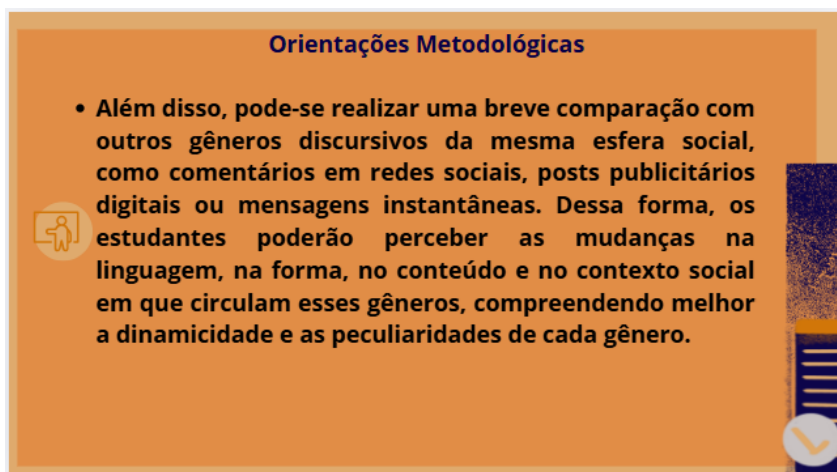 Orientações Metodológicas
• Além disso, pode-se realizar uma breve comparação com
outros gêneros discursivos da mesma esfera social,
como comentários em redes sociais, posts publicitários
digitais ou mensagens instantâneas. Dessa forma, os
estudantes poderão perceber as mudanças na
linguagem, na forma, no conteúdo e no contexto social
em que circulam esses gêneros, compreendendo melhor
a dinamicidade e as peculiaridades de cada gênero.